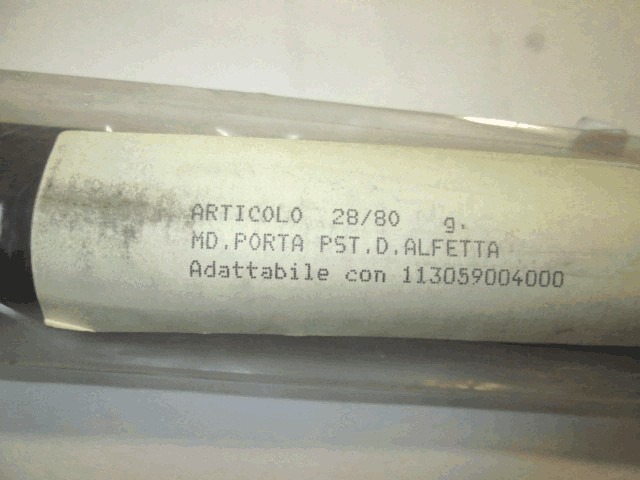 ARTICOLO 28/80 g.
MD.PORTA PST.D.ALFETTA
Adattabile con 113059004000